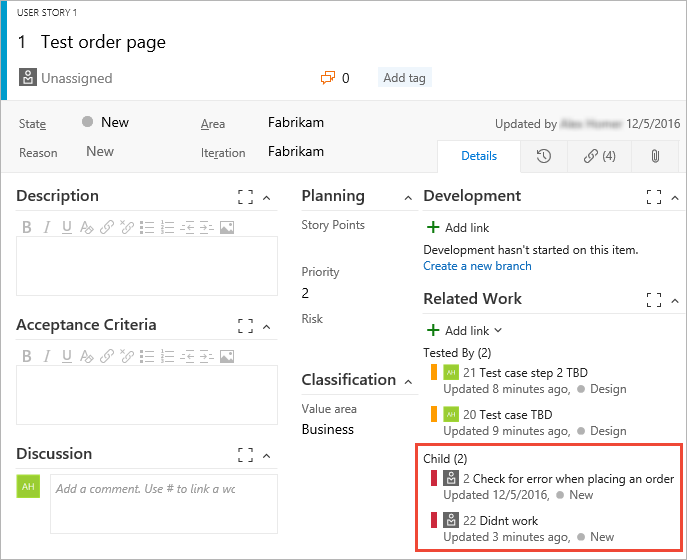 USER STORY 1
1 Test order page
Unassigned
0
Add tag
State New
Area Fabrikam
Updated by 12/5/2016
Reason New
Iteration Fabrikam
Details
(4)
Description
B I U
Acceptance Criteria
B I U
Discussion
AH
Add a comment. Use # to link a wo
Planning
Story Points
Priority
2
Risk
Classification
Value area
Business
Development
+ Add link
Development hasn't started on this item.
Create a new branch
Related Work
+ Add link
Tested By (2)
AH 21 Test case step 2 TBD
Updated 8 minutes ago, Design
AH 20 Test case TBD
Updated 9 minutes ago, Design
Child (2)
2 Check for error when placing an order
Updated 12/5/2016, New
22 Didnt work
Updated 3 minutes ago, New